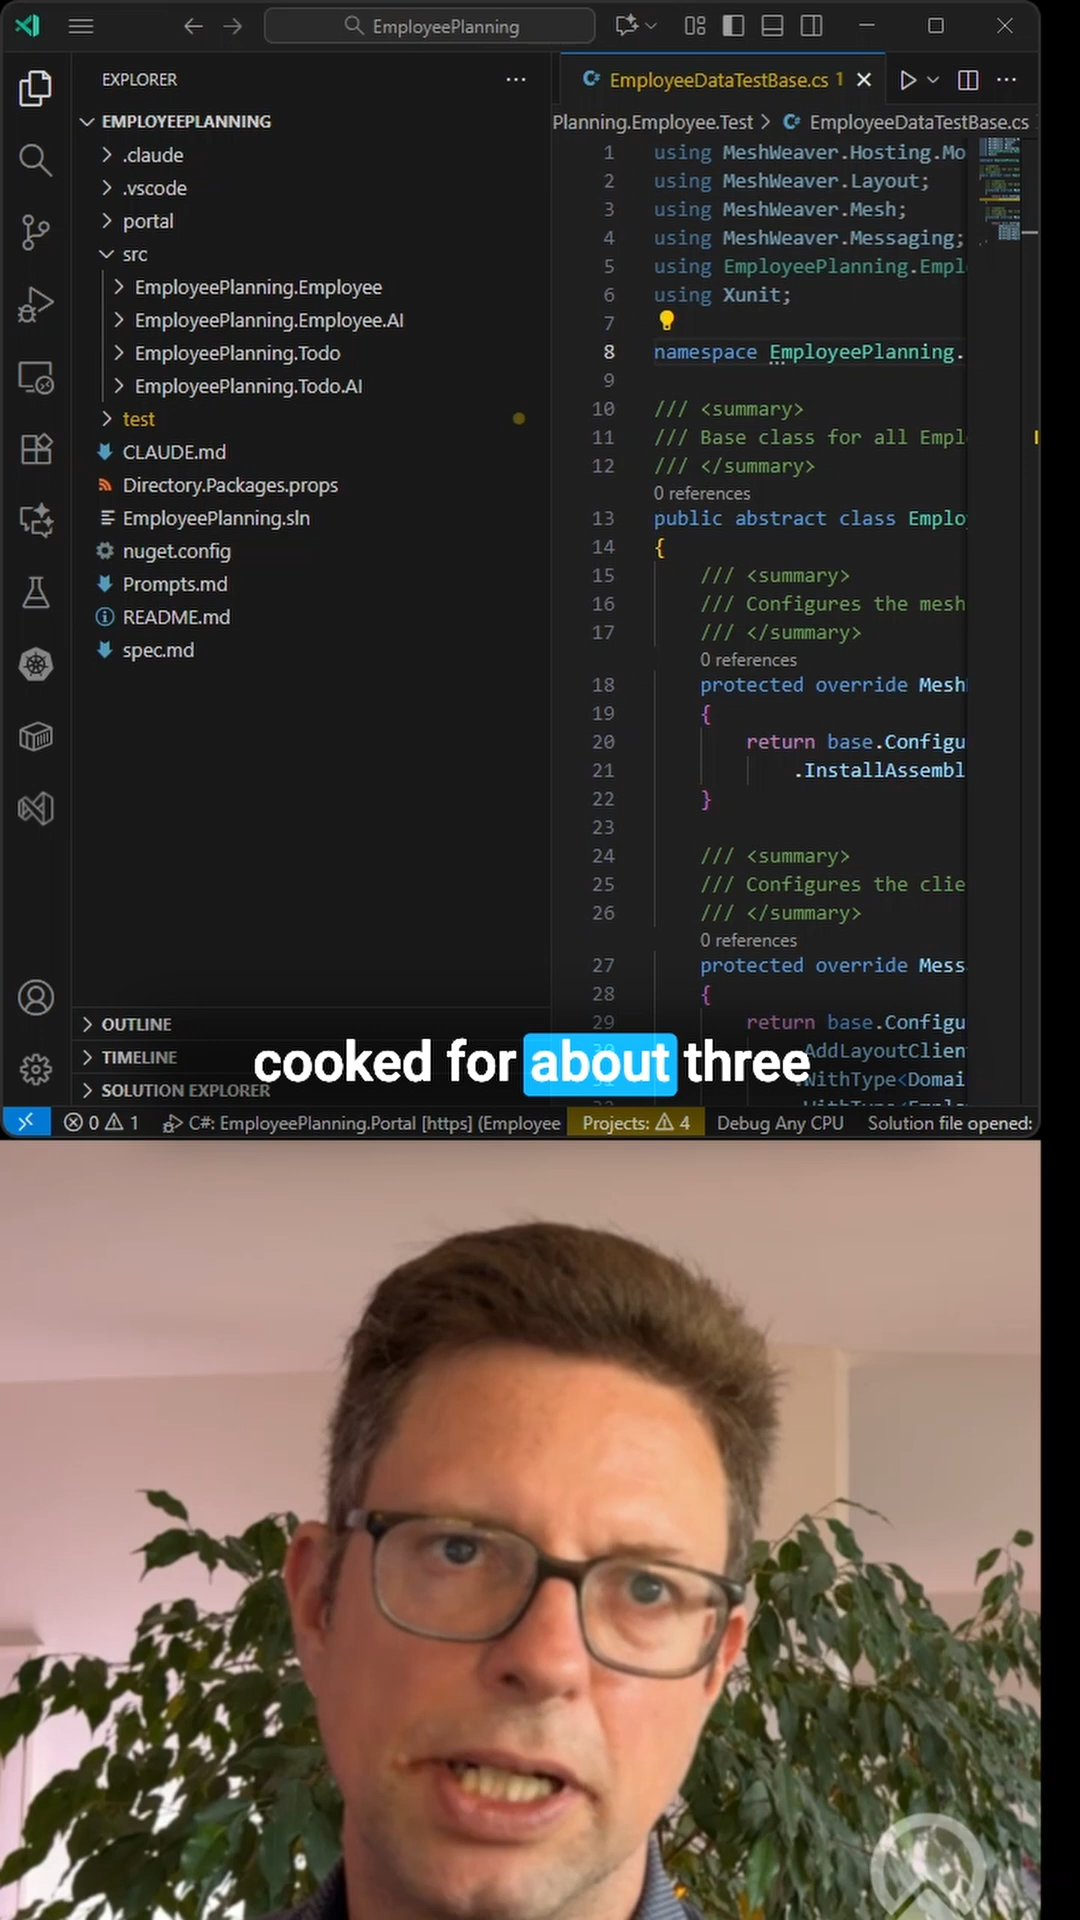 EmployeePlanning
EXPLORER
EMPLOYEEPLANNING
.claude
.vscode
portal
src
EmployeePlanning.Employee
EmployeePlanning.Employee.AI
EmployeePlanning.Todo
EmployeePlanning.Todo.AI
test
CLAUDE.md
Directory.Packages.props
EmployeePlanning.sln
nuget.config
Prompts.md
README.md
spec.md
OUTLINE
TIMELINE
SOLUTION EXPLORER
EmployeeDataTestBase.cs 1
Planning.Employee.Test > EmployeeDataTestBase.cs
1 using MeshWeaver.Hosting.Mo
2 using MeshWeaver.Layout;
3 using MeshWeaver.Mesh;
4 using MeshWeaver.Messaging;
5 using EmployeePlanning.Empl
6 using Xunit;
7
8 namespace EmployeePlanning.
9
10 /// <summary>
11 /// Base class for all Empl
12 /// </summary>
0 references
13 public abstract class Emplo
14 {
15 /// <summary>
16 /// Configures the mesh
17 /// </summary>
0 references
18 protected override Mesh
19 {
20 return base.Configu
21 .InstallAssembl
22 }
23
24 /// <summary>
25 /// Configures the clie
26 /// </summary>
0 references
27 protected override Mess
28 {
29 return base.Configu
AddLayoutClien
WithType<Domai
cooked for about three
0 1 C#: EmployeePlanning.Portal [https] (Employee Projects: 4 Debug Any CPU Solution file opened: